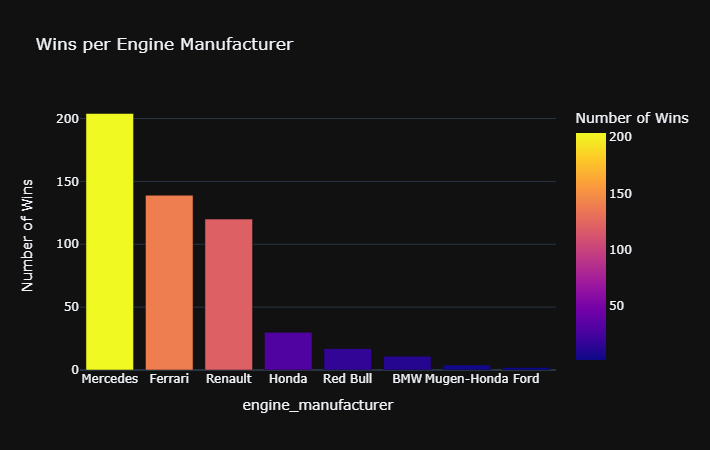 Wins per Engine Manufacturer
Number of Wins
200
150
100
50
0
Mercedes Ferrari Renault Honda Red Bull BMW Mugen-Honda Ford
engine_manufacturer
Number of Wins
200
150
100
50